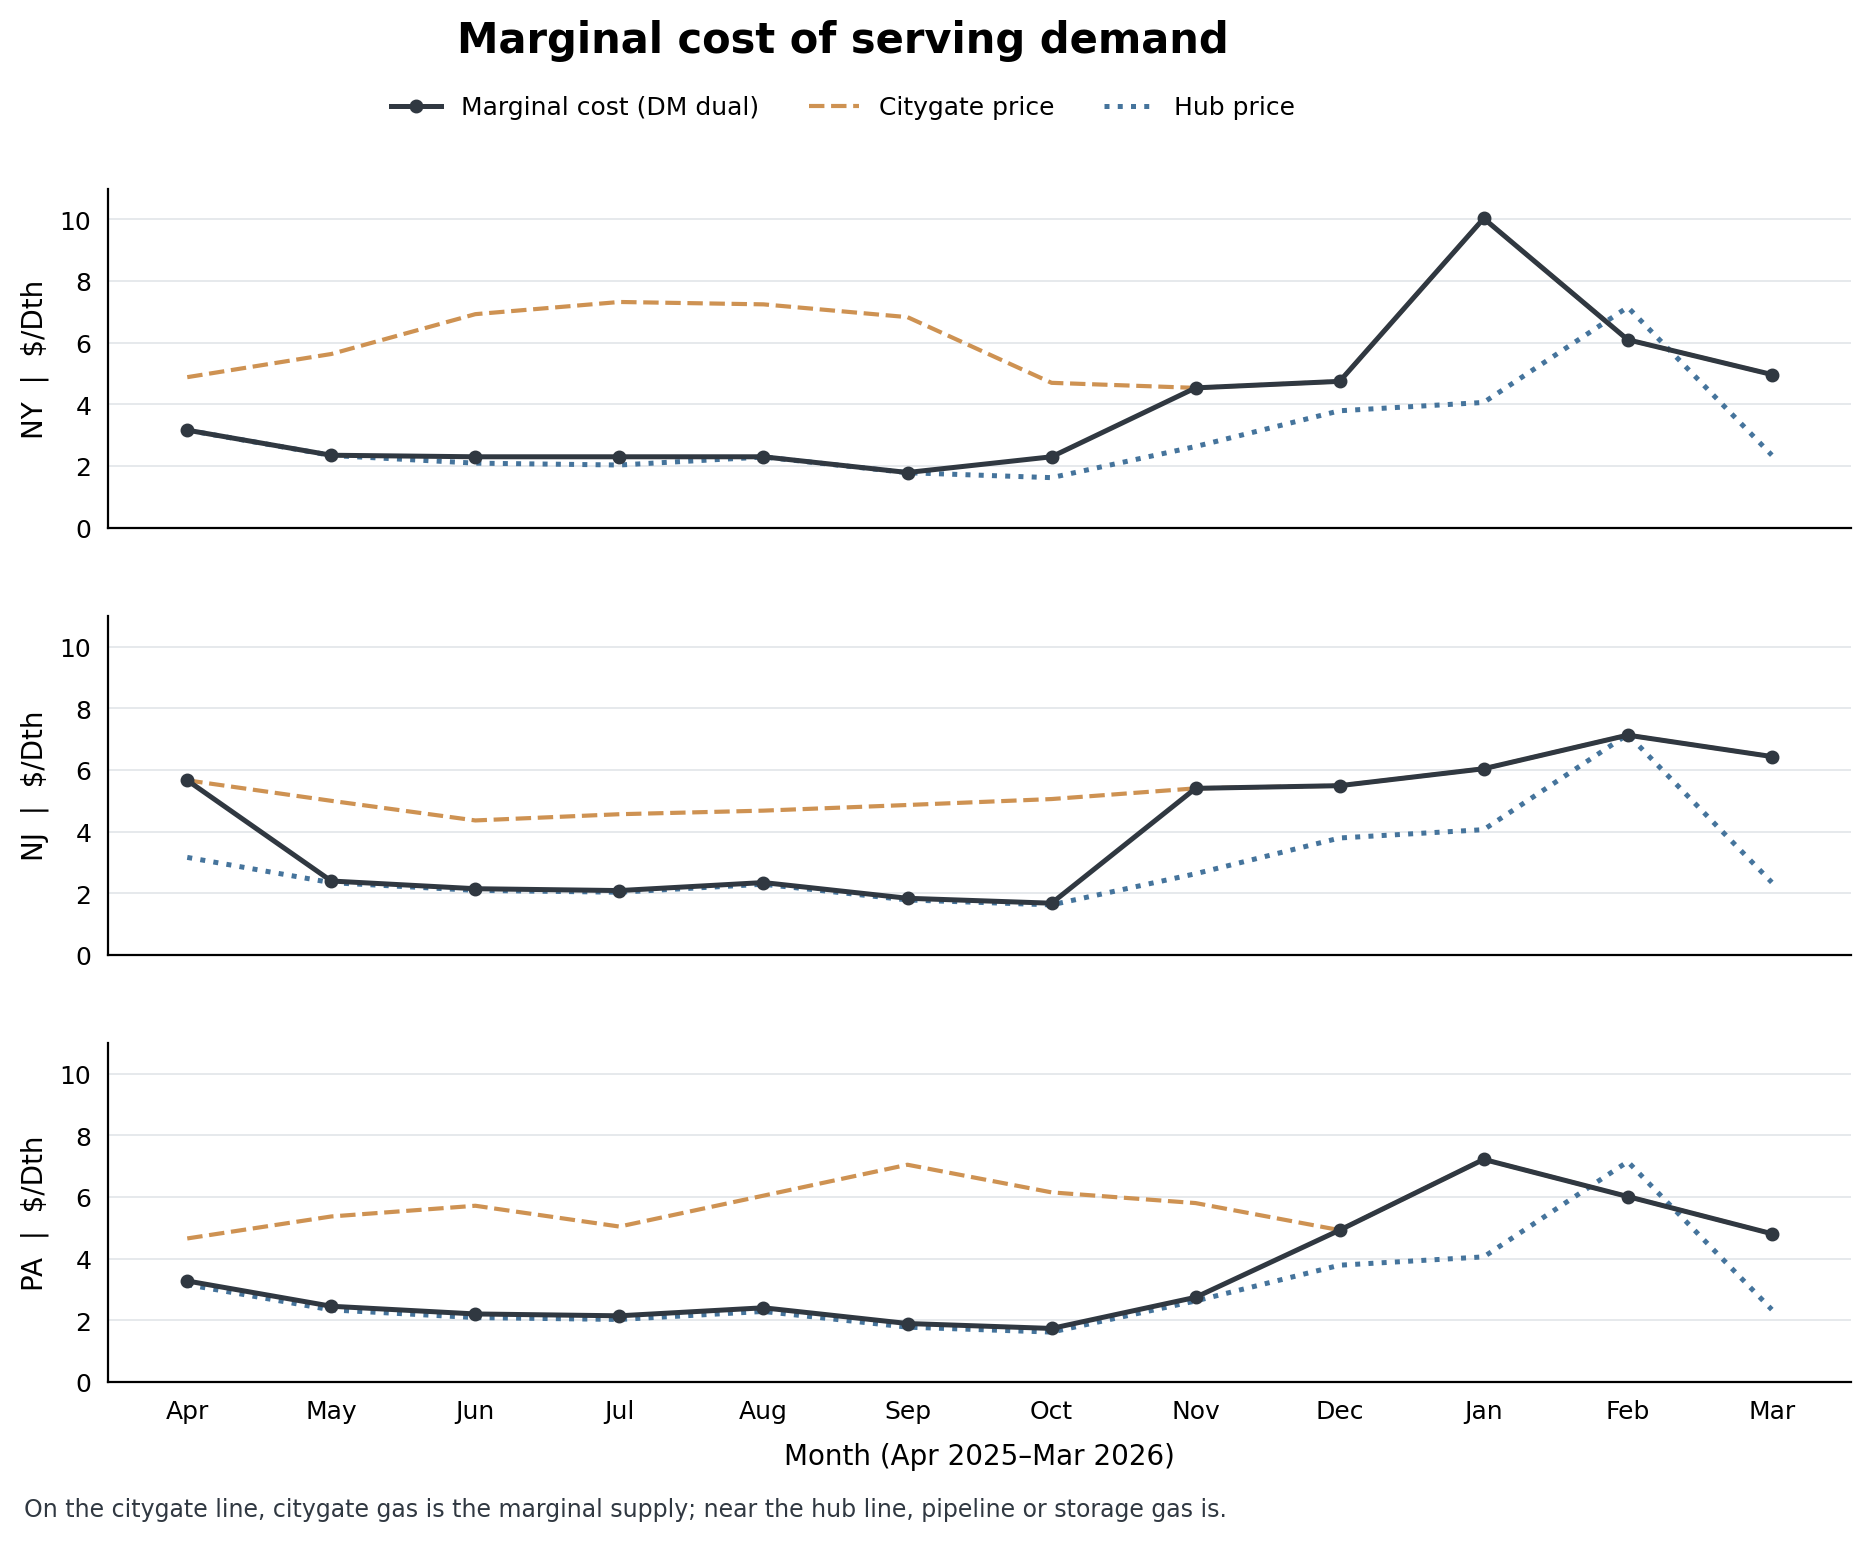 Marginal cost of serving demand
Marginal cost (DM dual) Citygate price Hub price
NY | $/Dth
10
8
6
4
2
0
NJ | $/Dth
10
8
6
4
2
0
PA | $/Dth
10
8
6
4
2
0
Apr May Jun Jul Aug Sep Oct Nov Dec Jan Feb Mar
Month (Apr 2025–Mar 2026)
On the citygate line, citygate gas is the marginal supply; near the hub line, pipeline or storage gas is.